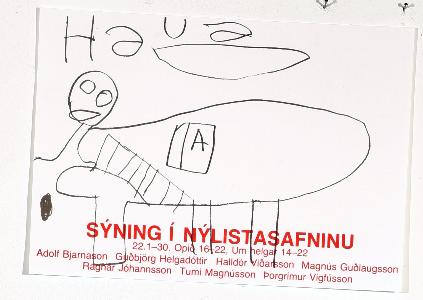 HaUa
A
SÝNING Í NÝLISTASAFNINU
22.1–30. Opið 16–22, Um helgar 14–22
Adolf Bjarnason Guðbjörg Helgadóttir Halldór Viðarsson Magnús Guðlaugsson
Ragnar Jóhannsson Tumi Magnússon Þorgrímur Vigfússon